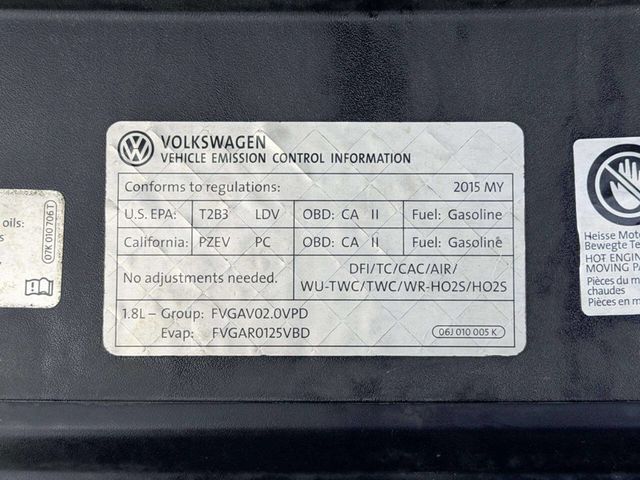 VOLKSWAGEN
VEHICLE EMISSION CONTROL INFORMATION
Conforms to regulations: 2015 MY
U.S. EPA: T2B3 LDV OBD: CA II Fuel: Gasoline
California: PZEV PC OBD: CA II Fuel: Gasoline
No adjustments needed.
DFI/TC/CAC/AIR/
WU-TWC/TWC/WR-HO2S/HO2S
1.8L – Group: FVGAV02.0VPD
Evap: FVGAR0125VBD
06J 010 005 K
oils:
07K 010 706 T
Heisse Mot
Bewegte Te
HOT ENGIN
MOVING PA
Pièces du m
chaudes
Pièces en m